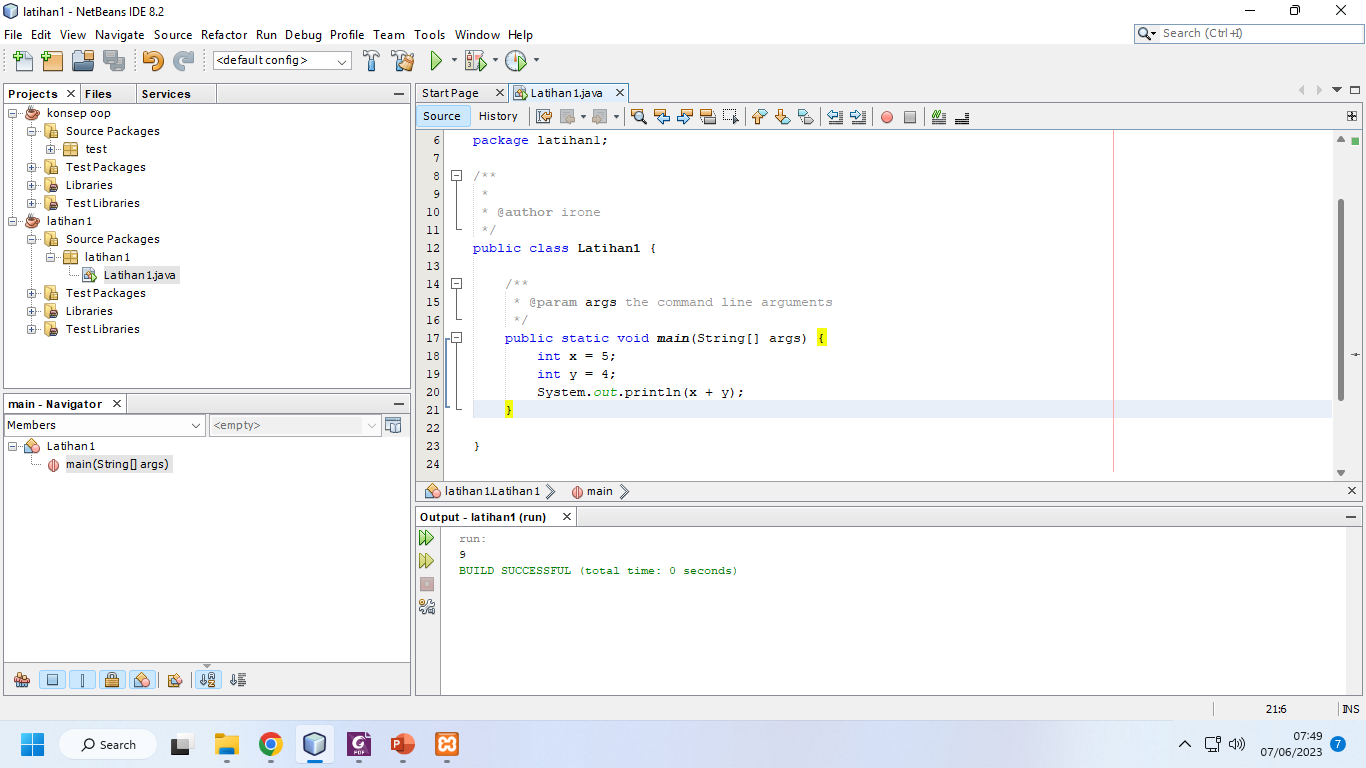 latihan1 - NetBeans IDE 8.2
File Edit View Navigate Source Refactor Run Debug Profile Team Tools Window Help
Search (Ctrl+I)
<default config>
Projects Files Services
konsep oop
Source Packages
test
Test Packages
Libraries
Test Libraries
latihan1
Source Packages
latihan1
Latihan1.java
Test Packages
Libraries
Test Libraries
main - Navigator
Members <empty>
Latihan1
main(String[] args)
Start Page Latihan1.java
Source History
6 package latihan1;
7
8 /**
9 *
10 * @author irone
11 */
12 public class Latihan1 {
13
14 /**
15 * @param args the command line arguments
16 */
17 public static void main(String[] args) {
18 int x = 5;
19 int y = 4;
20 System.out.println(x + y);
21 }
22
23 }
24
latihan1.Latihan1 main
Output - latihan1 (run)
run:
9
BUILD SUCCESSFUL (total time: 0 seconds)
21:6 INS
Search
07:49
07/06/2023
7